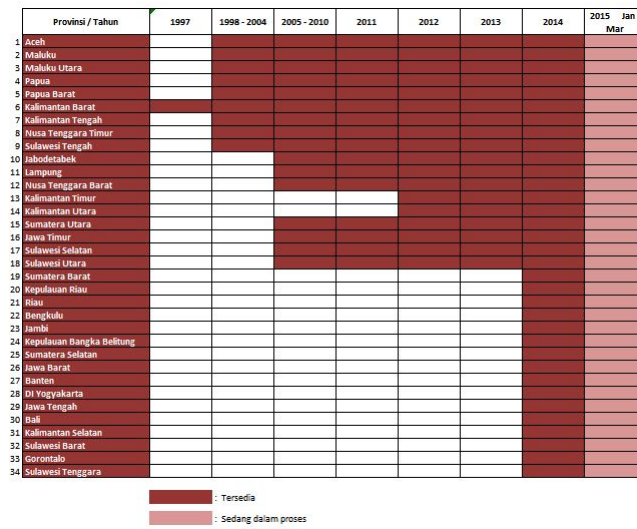 Provinsi / Tahun 1997 1998 - 2004 2005 - 2010 2011 2012 2013 2014 2015 Jan
Mar
1 Aceh
2 Maluku
3 Maluku Utara
4 Papua
5 Papua Barat
6 Kalimantan Barat
7 Kalimantan Tengah
8 Nusa Tenggara Timur
9 Sulawesi Tengah
10 Jabodetabek
11 Lampung
12 Nusa Tenggara Barat
13 Kalimantan Timur
14 Kalimantan Utara
15 Sumatera Utara
16 Jawa Timur
17 Sulawesi Selatan
18 Sulawesi Utara
19 Sumatera Barat
20 Kepulauan Riau
21 Riau
22 Bengkulu
23 Jambi
24 Kepulauan Bangka Belitung
25 Sumatera Selatan
26 Jawa Barat
27 Banten
28 DI Yogyakarta
29 Jawa Tengah
30 Bali
31 Kalimantan Selatan
32 Sulawesi Barat
33 Gorontalo
34 Sulawesi Tenggara
: Tersedia
: Sedang dalam proses